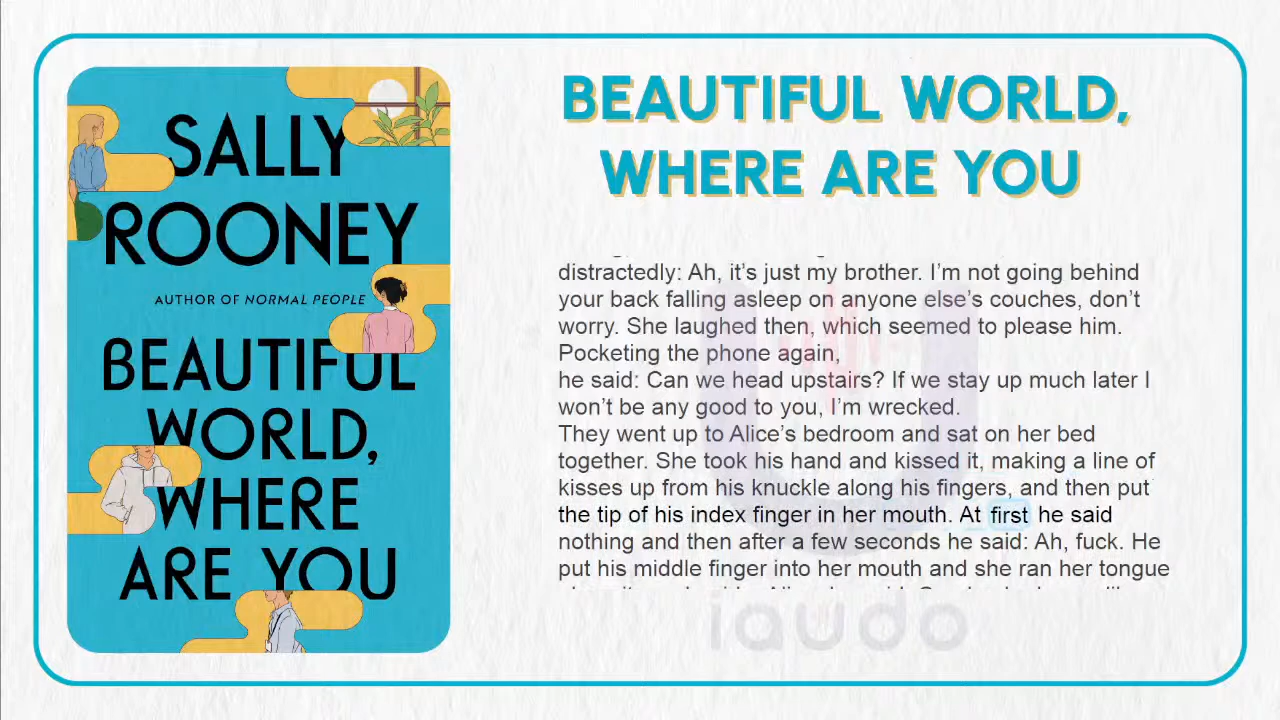 SALLY
ROONEY
AUTHOR OF NORMAL PEOPLE
BEAUTIFUL
WORLD,
WHERE
ARE YOU
BEAUTIFUL WORLD,
WHERE ARE YOU
distractedly: Ah, it’s just my brother. I’m not going behind
your back falling asleep on anyone else’s couches, don’t
worry. She laughed then, which seemed to please him.
Pocketing the phone again,
he said: Can we head upstairs? If we stay up much later I
won’t be any good to you, I’m wrecked.
They went up to Alice’s bedroom and sat on her bed
together. She took his hand and kissed it, making a line of
kisses up from his knuckle along his fingers, and then put
the tip of his index finger in her mouth. At first he said
nothing and then after a few seconds he said: Ah, fuck. He
put his middle finger into her mouth and she ran her tongue
iaudo